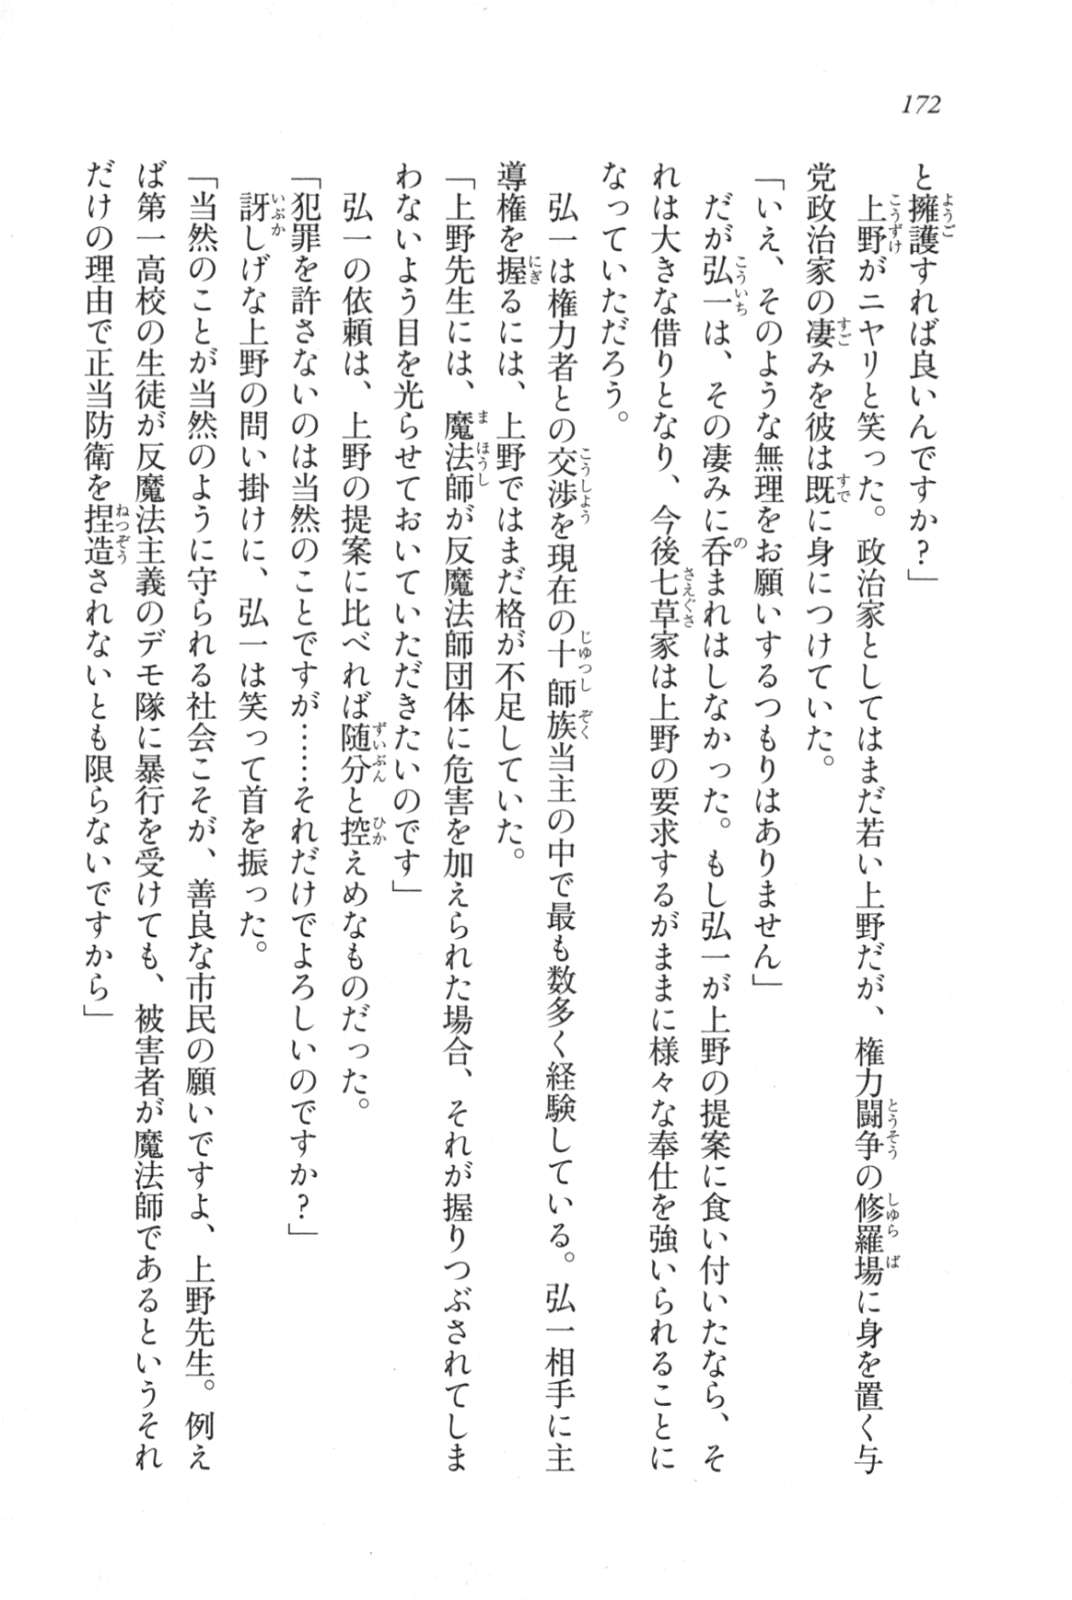 172
と擁護すれば良いんですか?」
上野がニヤリと笑った。政治家としてはまだ若い上野だが、権力闘争の修羅場に身を置く与
党政治家の凄みを彼は既に身につけていた。
「いえ、そのような無理をお願いするつもりはありません」
だが弘一は、その凄みに呑まれはしなかった。もし弘一が上野の提案に食い付いたなら、そ
れは大きな借りとなり、今後七草家は上野の要求するがままに様々な奉仕を強いられることに
なっていただろう。
弘一は権力者との交渉を現在の十師族当主の中で最も数多く経験している。弘一相手に主
導権を握るには、上野ではまだ格が不足していた。
「上野先生には、魔法師が反魔法師団体に危害を加えられた場合、それが握りつぶされてしま
わないよう目を光らせておいていただきたいのです」
弘一の依頼は、上野の提案に比べれば随分と控えめなものだった。
「犯罪を許さないのは当然のことですが……それだけでよろしいのですか?」
訝しげな上野の問い掛けに、弘一は笑って首を振った。
「当然のことが当然のように守られる社会こそが、善良な市民の願いですよ、上野先生。例え
ば第一高校の生徒が反魔法主義のデモ隊に暴行を受けても、被害者が魔法師であるというそれ
だけの理由で正当防衛を捏造されないとも限らないですから」